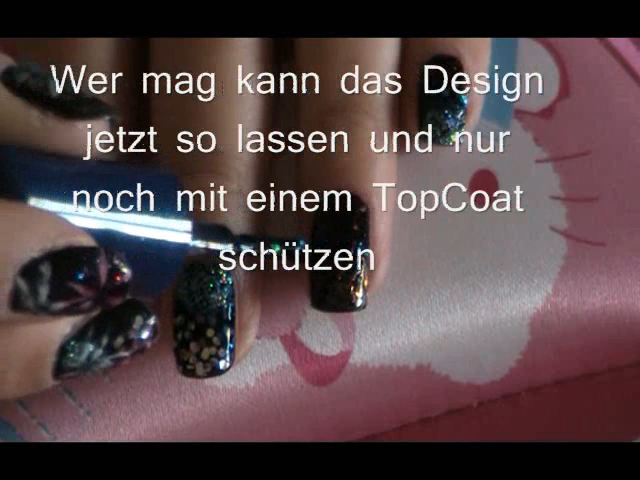 Wer mag kann das Design
jetzt so lassen und nur
noch mit einem TopCoat
schützen